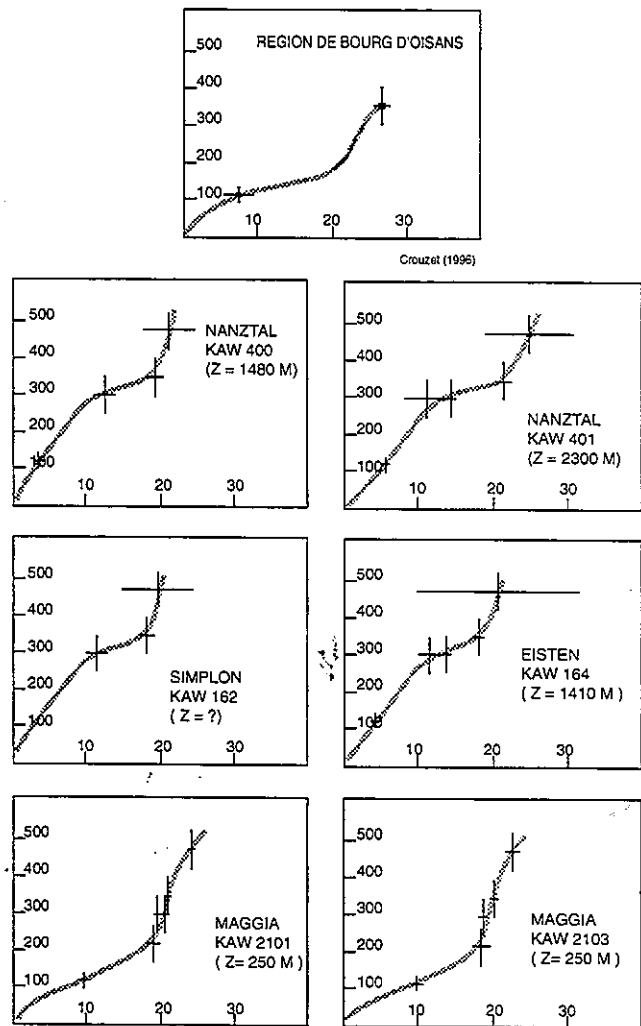 500
REGION DE BOURG D'OISANS
400
300
200
100
10 20 30
Crouzet (1996)
500
400
300
200
100
10 20 30
NANZTAL
KAW 400
(Z = 1480 M)
500
400
300
200
100
10 20 30
NANZTAL
KAW 401
(Z = 2300 M)
500
400
300
200
100
10 20 30
SIMPLON
KAW 162
( Z = ?)
500
400
300
200
100
10 20 30
EISTEN
KAW 164
(Z = 1410 M )
500
400
300
200
100
10 20 30
MAGGIA
KAW 2101
( Z= 250 M )
500
400
300
200
100
10 20 30
MAGGIA
KAW 2103
( Z = 250 M )